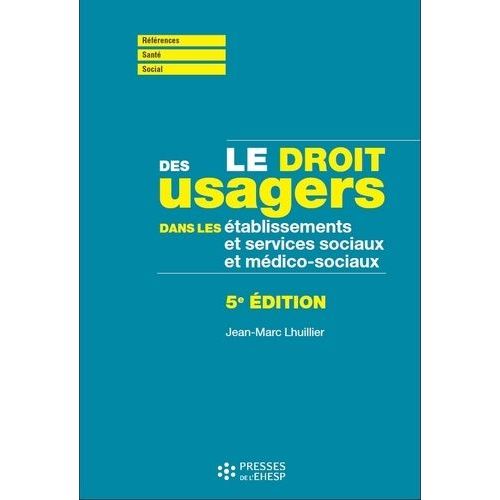 Références
Santé
Social
LE DROIT
DES usagers
DANS LES établissements
et services sociaux
et médico-sociaux
5e ÉDITION
Jean-Marc Lhuillier
PRESSES
DE L'EHESP